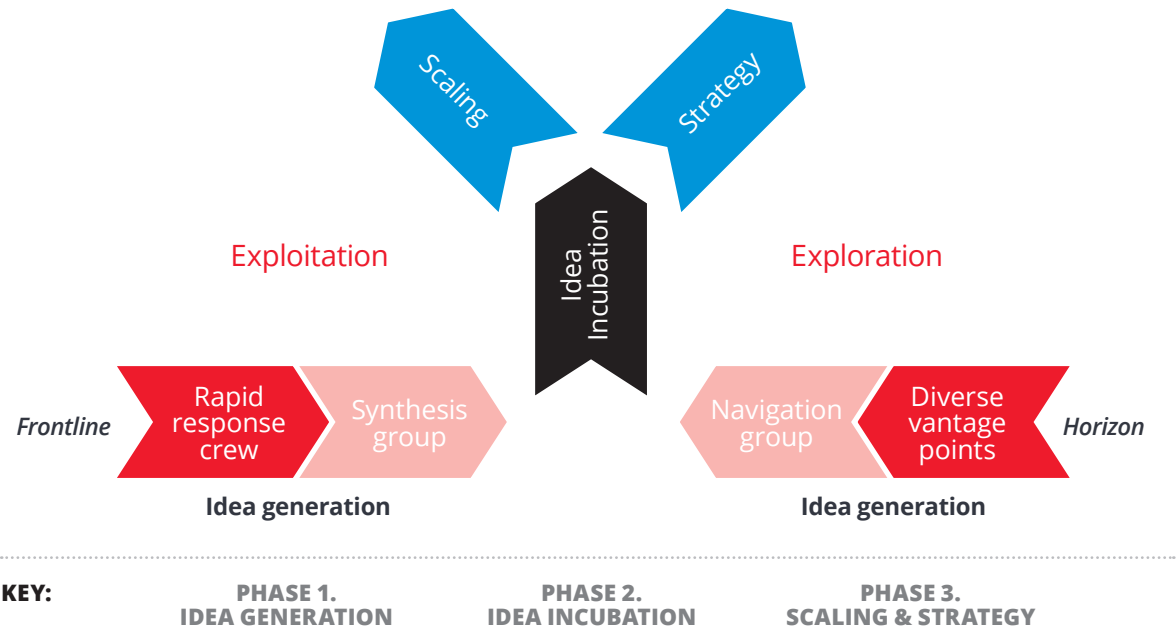 Scaling
Strategy
Idea
Incubation
Exploitation
Exploration
Frontline
Rapid
response
crew
Synthesis
group
Navigation
group
Diverse
vantage
points
Horizon
Idea generation
Idea generation
KEY:
PHASE 1.
IDEA GENERATION
PHASE 2.
IDEA INCUBATION
PHASE 3.
SCALING & STRATEGY